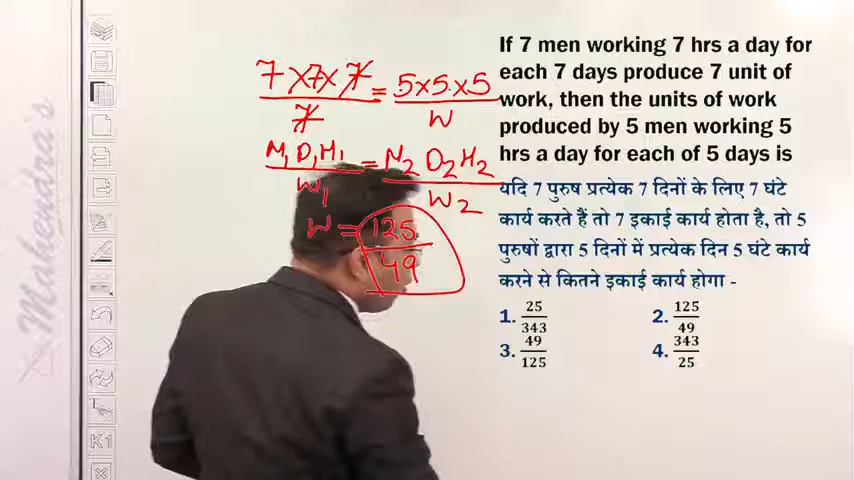 If 7 men working 7 hrs a day for
each 7 days produce 7 unit of
work, then the units of work
produced by 5 men working 5
hrs a day for each of 5 days is
यदि 7 पुरुष प्रत्येक 7 दिनों के लिए 7 घंटे
कार्य करते हैं तो 7 इकाई कार्य होता है, तो 5
पुरुषों द्वारा 5 दिनों में प्रत्येक दिन 5 घंटे कार्य
करने से कितने इकाई कार्य होगा -
1. 25/343 2. 125/49
3. 49/125 4. 343/25
7×7×7/7 = 5×5×5/W
M₁D₁H₁/W₁ = M₂D₂H₂/W₂
W = 125/49
Mahendra's
K1